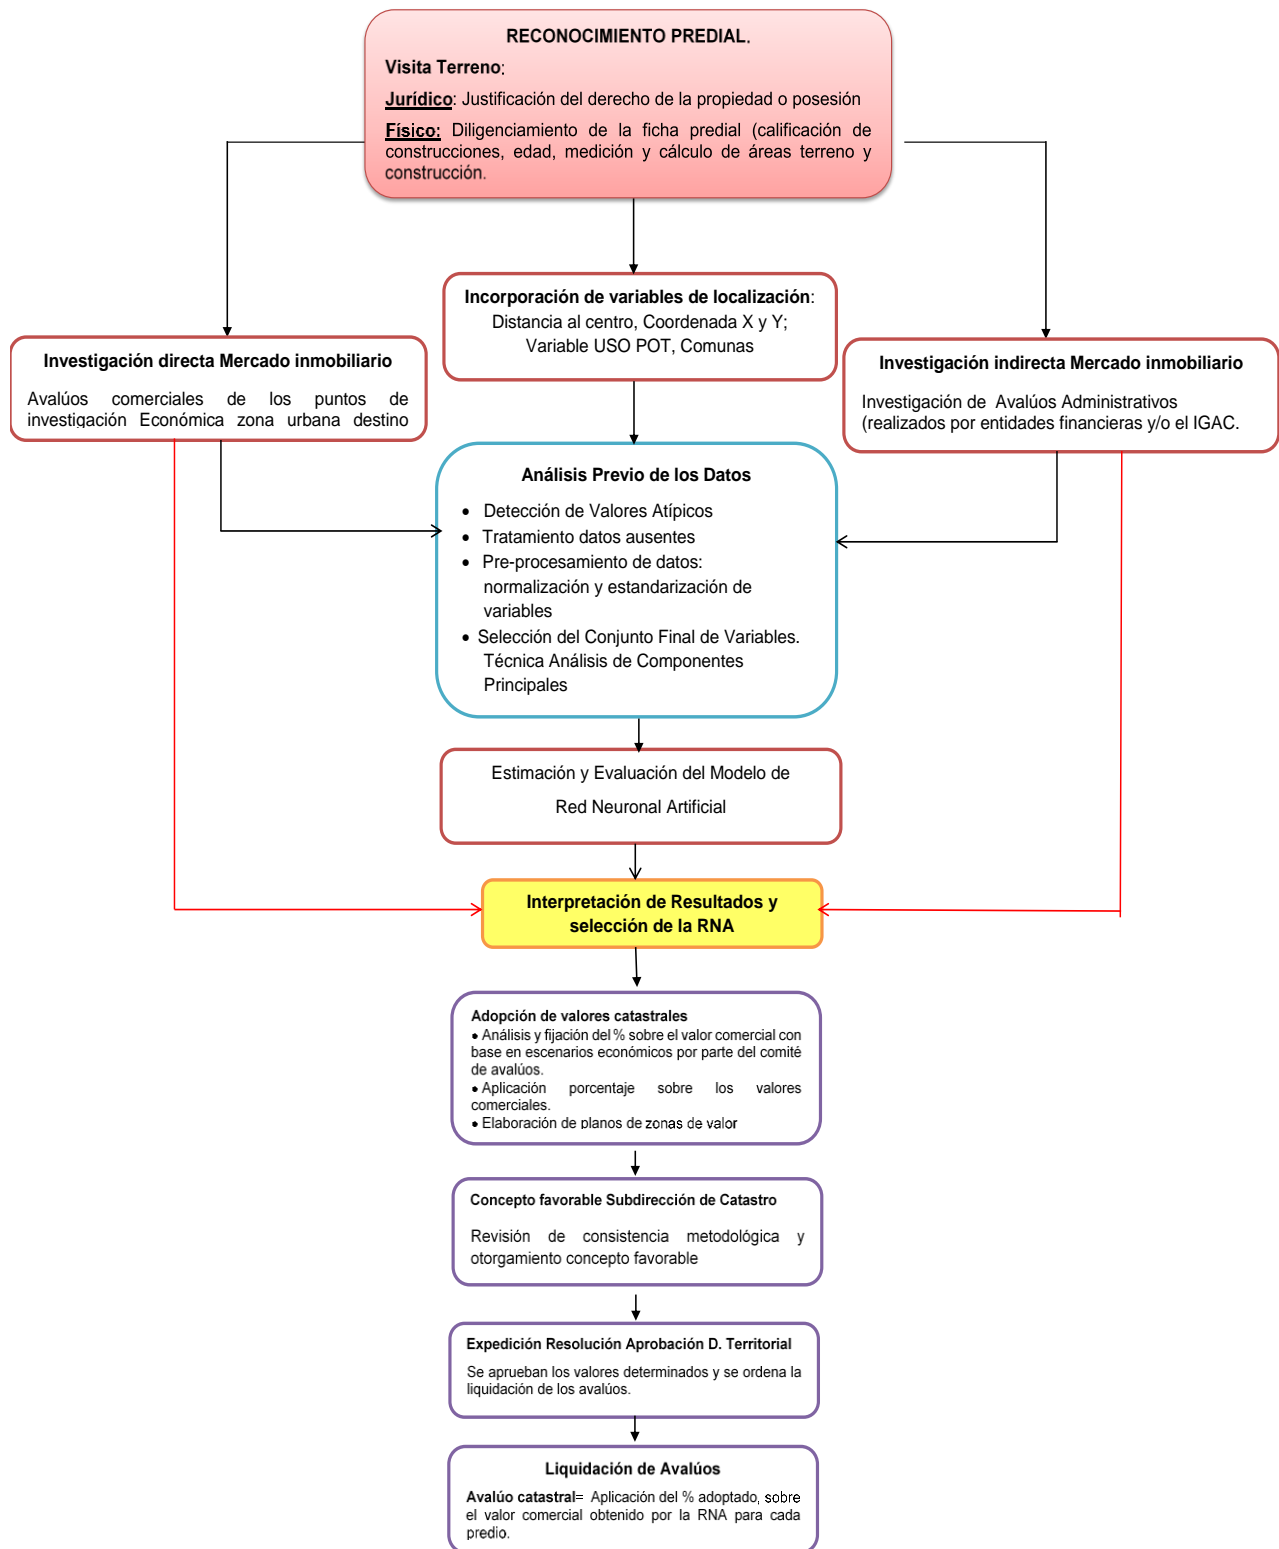 RECONOCIMIENTO PREDIAL.
Visita Terreno:
Jurídico: Justificación del derecho de la propiedad o posesión
Físico: Diligenciamiento de la ficha predial (calificación de
construcciones, edad, medición y cálculo de áreas terreno y
construcción.
Incorporación de variables de localización:
Distancia al centro, Coordenada X y Y;
Variable USO POT, Comunas
Investigación directa Mercado inmobiliario
Avalúos comerciales de los puntos de
investigación Económica zona urbana destino
Investigación indirecta Mercado inmobiliario
Investigación de Avalúos Administrativos
(realizados por entidades financieras y/o el IGAC.
Análisis Previo de los Datos
• Detección de Valores Atípicos
• Tratamiento datos ausentes
• Pre-procesamiento de datos:
normalización y estandarización de
variables
• Selección del Conjunto Final de Variables.
Técnica Análisis de Componentes
Principales
Estimación y Evaluación del Modelo de
Red Neuronal Artificial
Interpretación de Resultados y
selección de la RNA
Adopción de valores catastrales
• Análisis y fijación del % sobre el valor comercial con
base en escenarios económicos por parte del comité
de avalúos.
• Aplicación porcentaje sobre los valores
comerciales.
• Elaboración de planos de zonas de valor
Concepto favorable Subdirección de Catastro
Revisión de consistencia metodológica y
otorgamiento concepto favorable
Expedición Resolución Aprobación D. Territorial
Se aprueban los valores determinados y se ordena la
liquidación de los avalúos.
Liquidación de Avalúos
Avalúo catastral= Aplicación del % adoptado, sobre
el valor comercial obtenido por la RNA para cada
predio.